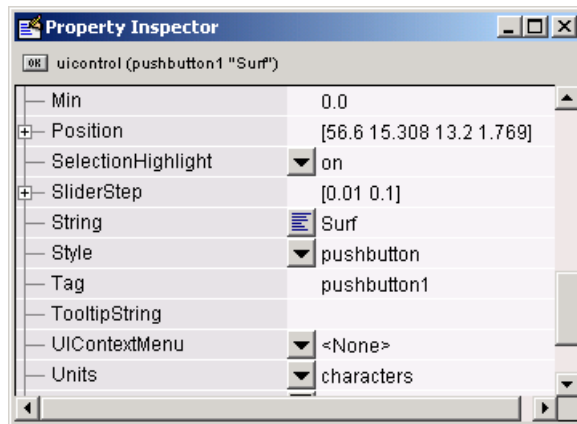 Property Inspector
OK uicontrol (pushbutton1 "Surf")
Min 0.0
Position [56.6 15.308 13.2 1.769]
SelectionHighlight on
SliderStep [0.01 0.1]
String Surf
Style pushbutton
Tag pushbutton1
TooltipString
UIContextMenu <None>
Units characters